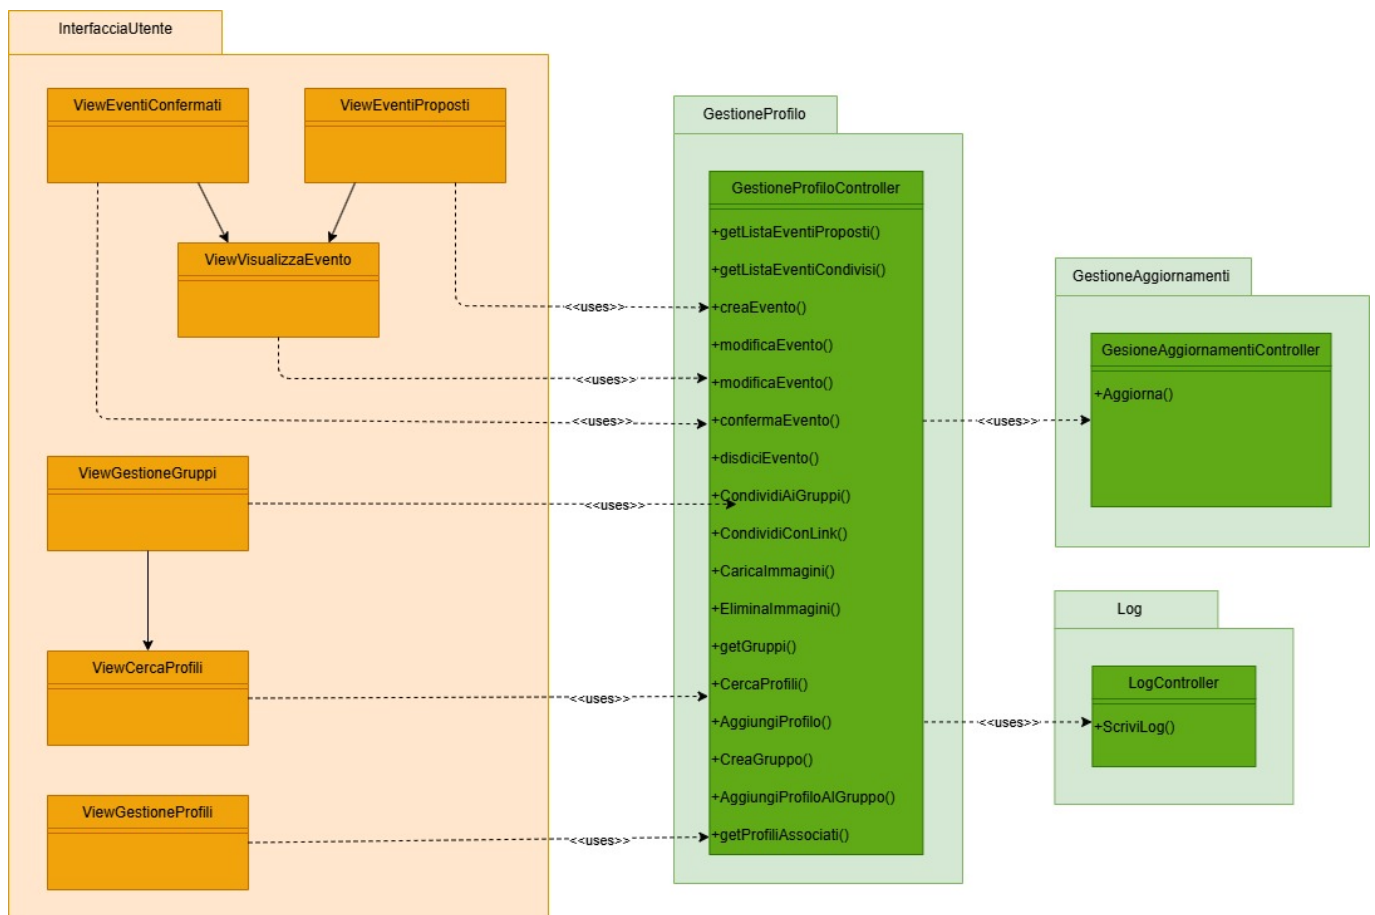 InterfacciaUtente
ViewEventiConfermati
ViewEventiProposti
ViewVisualizzaEvento
ViewGestioneGruppi
ViewCercaProfili
ViewGestioneProfili
<<uses>>
<<uses>>
<<uses>>
<<uses>>
<<uses>>
<<uses>>
GestioneProfilo
GestioneProfiloController
+getListaEventiProposti()
+getListaEventiCondivisi()
+creaEvento()
+modificaEvento()
+modificaEvento()
+confermaEvento()
+disdiciEvento()
+CondividiAiGruppi()
+CondividiConLink()
+CaricaImmagini()
+EliminaImmagini()
+getGruppi()
+CercaProfili()
+AggiungiProfilo()
+CreaGruppo()
+AggiungiProfiloAlGruppo()
+getProfiliAssociati()
<<uses>>
<<uses>>
GestioneAggiornamenti
GesioneAggiornamentiController
+Aggiorna()
Log
LogController
+ScriviLog()